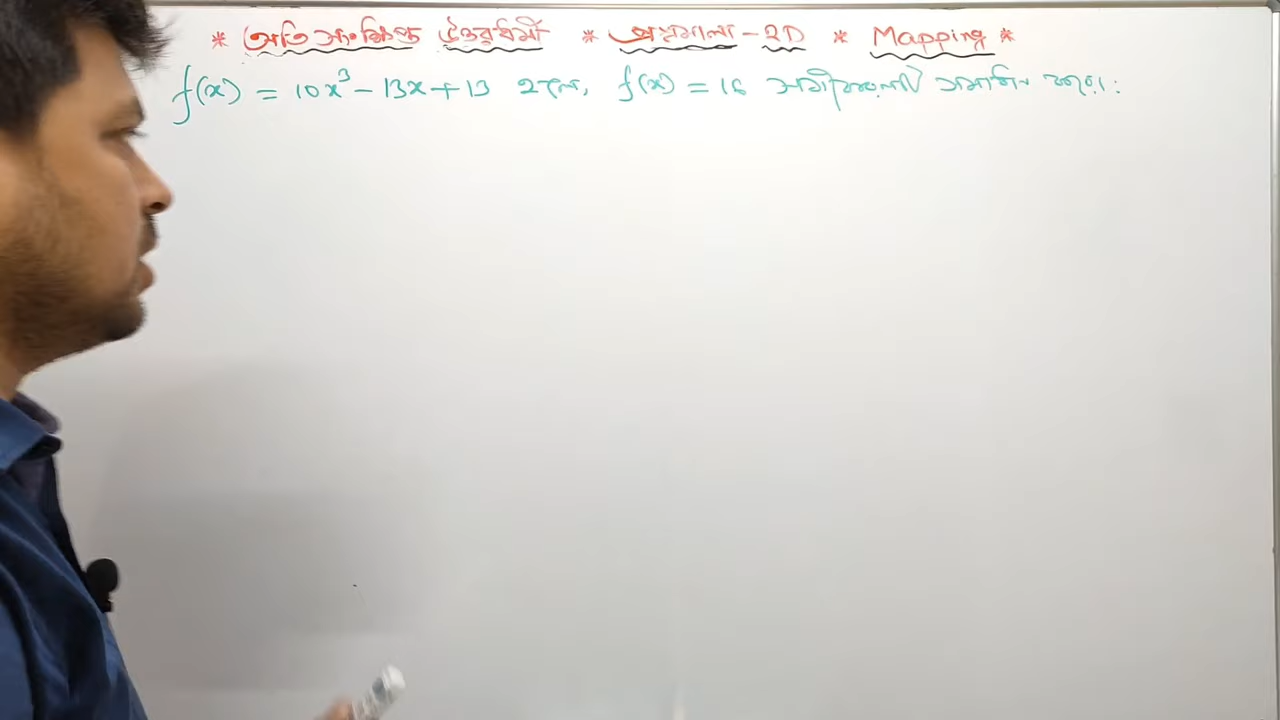 * অতি সংক্ষিপ্ত উত্তরধর্মী * প্রশ্নমালা - 2D * Mapping *
f(x) = 10x³ - 13x + 13 হলে, f(x) = 16 সমীকরণটি সমাধান কর।